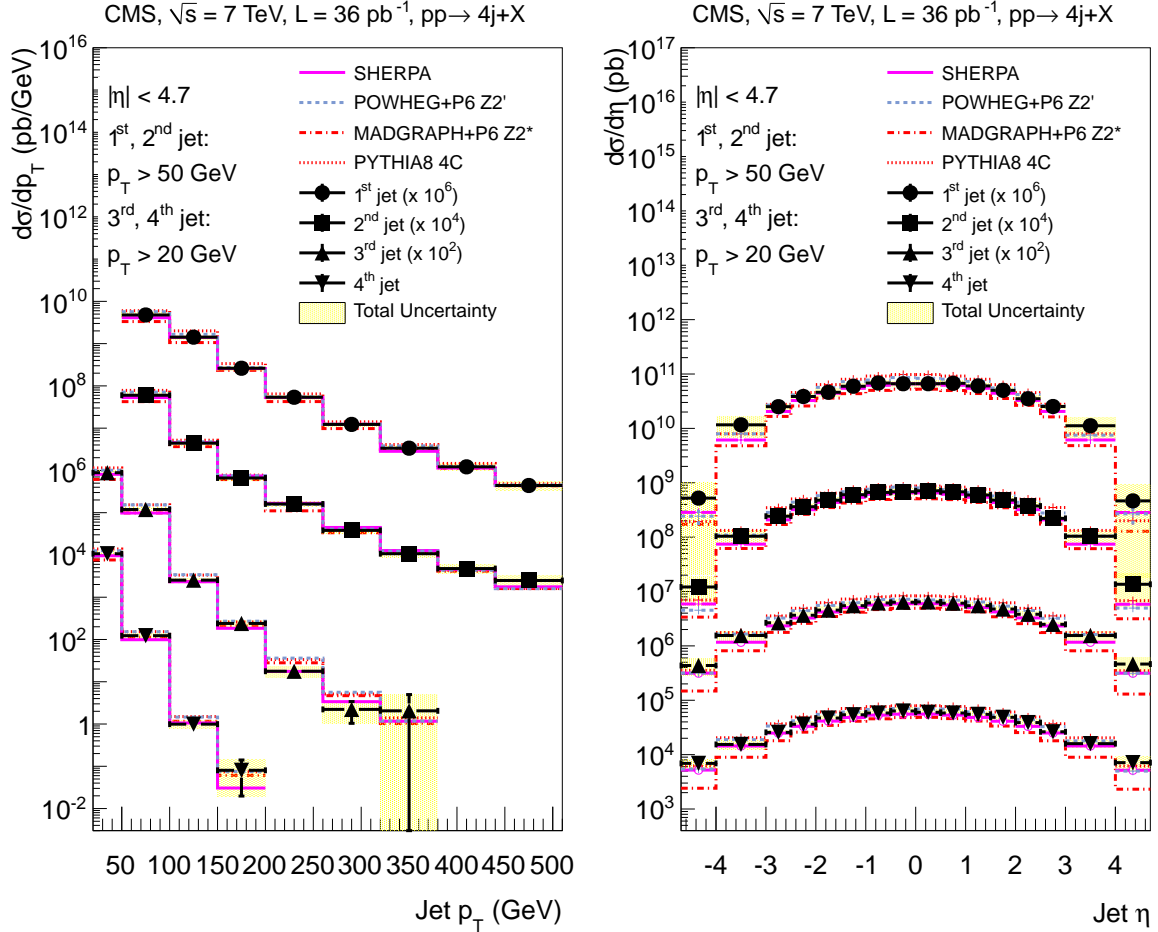 CMS, √s = 7 TeV, L = 36 pb⁻¹, pp→ 4j+X
dσ/dp_T (pb/GeV)
10¹⁶
10¹⁴
10¹²
10¹⁰
10⁸
10⁶
10⁴
10²
1
10⁻²
|η| < 4.7
1ˢᵗ, 2ⁿᵈ jet:
p_T > 50 GeV
3ʳᵈ, 4ᵗʰ jet:
p_T > 20 GeV
SHERPA
POWHEG+P6 Z2'
MADGRAPH+P6 Z2*
PYTHIA8 4C
1ˢᵗ jet (x 10⁶)
2ⁿᵈ jet (x 10⁴)
3ʳᵈ jet (x 10²)
4ᵗʰ jet
Total Uncertainty
50 100 150 200 250 300 350 400 450 500
Jet p_T (GeV)
CMS, √s = 7 TeV, L = 36 pb⁻¹, pp→ 4j+X
dσ/dη (pb)
10¹⁸
10¹⁷
10¹⁶
10¹⁵
10¹⁴
10¹³
10¹²
10¹¹
10¹⁰
10⁹
10⁸
10⁷
10⁶
10⁵
10⁴
10³
|η| < 4.7
1ˢᵗ, 2ⁿᵈ jet:
p_T > 50 GeV
3ʳᵈ, 4ᵗʰ jet:
p_T > 20 GeV
SHERPA
POWHEG+P6 Z2'
MADGRAPH+P6 Z2*
PYTHIA8 4C
1ˢᵗ jet (x 10⁶)
2ⁿᵈ jet (x 10⁴)
3ʳᵈ jet (x 10²)
4ᵗʰ jet
Total Uncertainty
-4 -3 -2 -1 0 1 2 3 4
Jet η